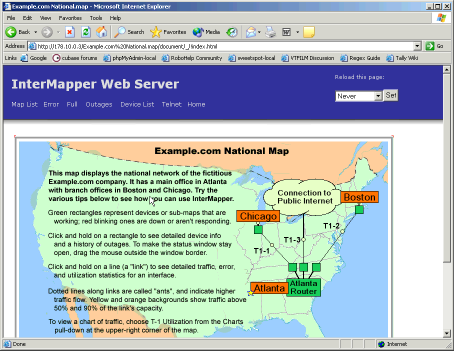 Example.com National.map - Microsoft Internet Explorer
File Edit View Favorites Tools Help
Back Search Favorites Media
Address http://178.10.0.3/Example.com%20National.map/document/_/index.html Go
Links Google cubase forums phpMyAdmin-local RoboHelp Community sweetspot-local VTFILM Discussion Regex Guide Tally Wiki
InterMapper Web Server
Reload this page:
Never Set
Map List Error Full Outages Device List Telnet Home
Example.com National Map
This map displays the national network of the fictitious
Example.com company. It has a main office in Atlanta
with branch offices in Boston and Chicago. Try the
various tips below to see how you can use InterMapper.
Green rectangles represent devices or sub-maps that are
working; red blinking ones are down or aren't responding.
Click and hold on a rectangle to see detailed device info
and a history of outages. To make the status window stay
open, drag the mouse outside the window border.
Click and hold on a line (a "link") to see detailed traffic, error,
and utilization statistics for an interface.
Dotted lines along links are called "ants", and indicate higher
traffic flow. Yellow and orange backgrounds show traffic above
50% and 90% of the link's capacity.
To view a chart of traffic, choose T-1 Utilization from the Charts
pull-down at the upper-right corner of the map.
Connection to
Public Internet
Boston
Chicago
T1-2
T1-3
T1-1
Atlanta
Atlanta
Router
Done
Internet